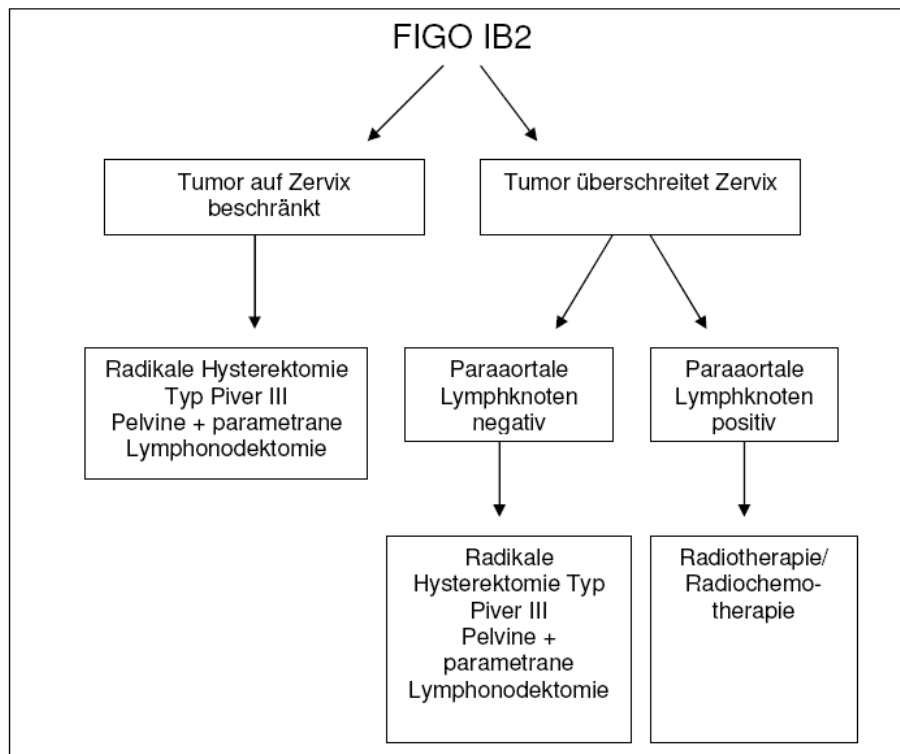 FIGO IB2
Tumor auf Zervix
beschränkt
Tumor überschreitet Zervix
Radikale Hysterektomie
Typ Piver III
Pelvine + parametrane
Lymphonodektomie
Paraaortale
Lymphknoten
negativ
Paraaortale
Lymphknoten
positiv
Radikale
Hysterektomie Typ
Piver III
Pelvine +
parametrane
Lymphonodektomie
Radiotherapie/
Radiochemo-
therapie